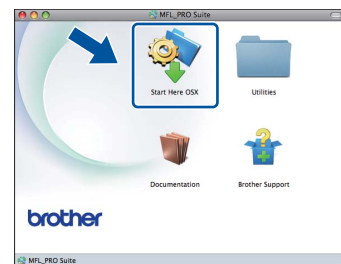 MFL_PRO Suite
Start Here OSX
Utilities
Documentation
Brother Support
brother
MFL_PRO Suite